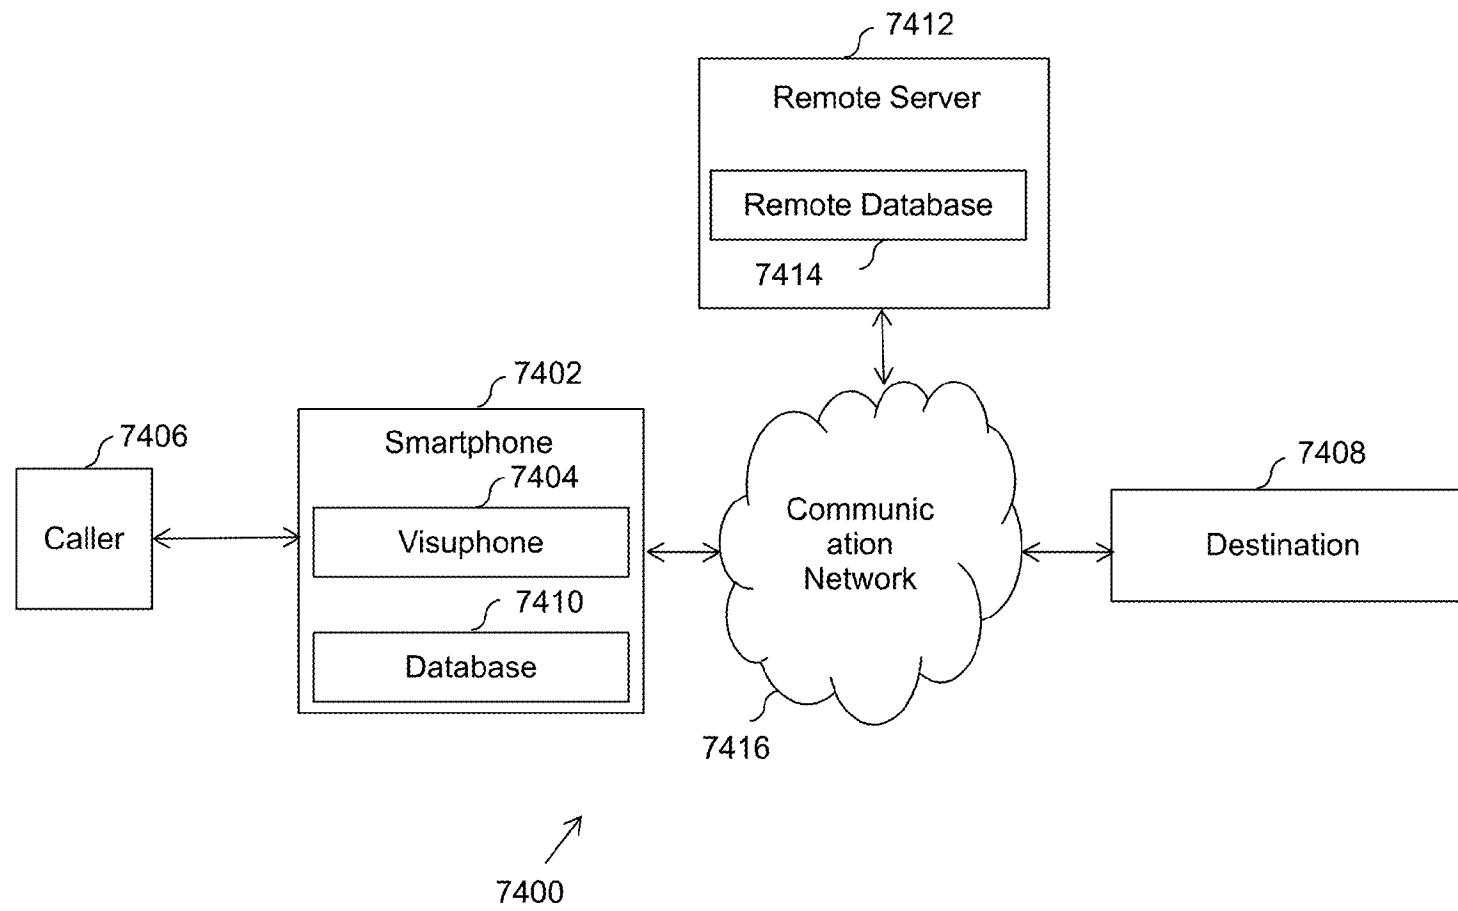 7412
Remote Server
Remote Database
7414
7402
Smartphone
7404
Visuphone
7410
Database
7406
Caller
Communic
ation
Network
7416
7408
Destination
7400